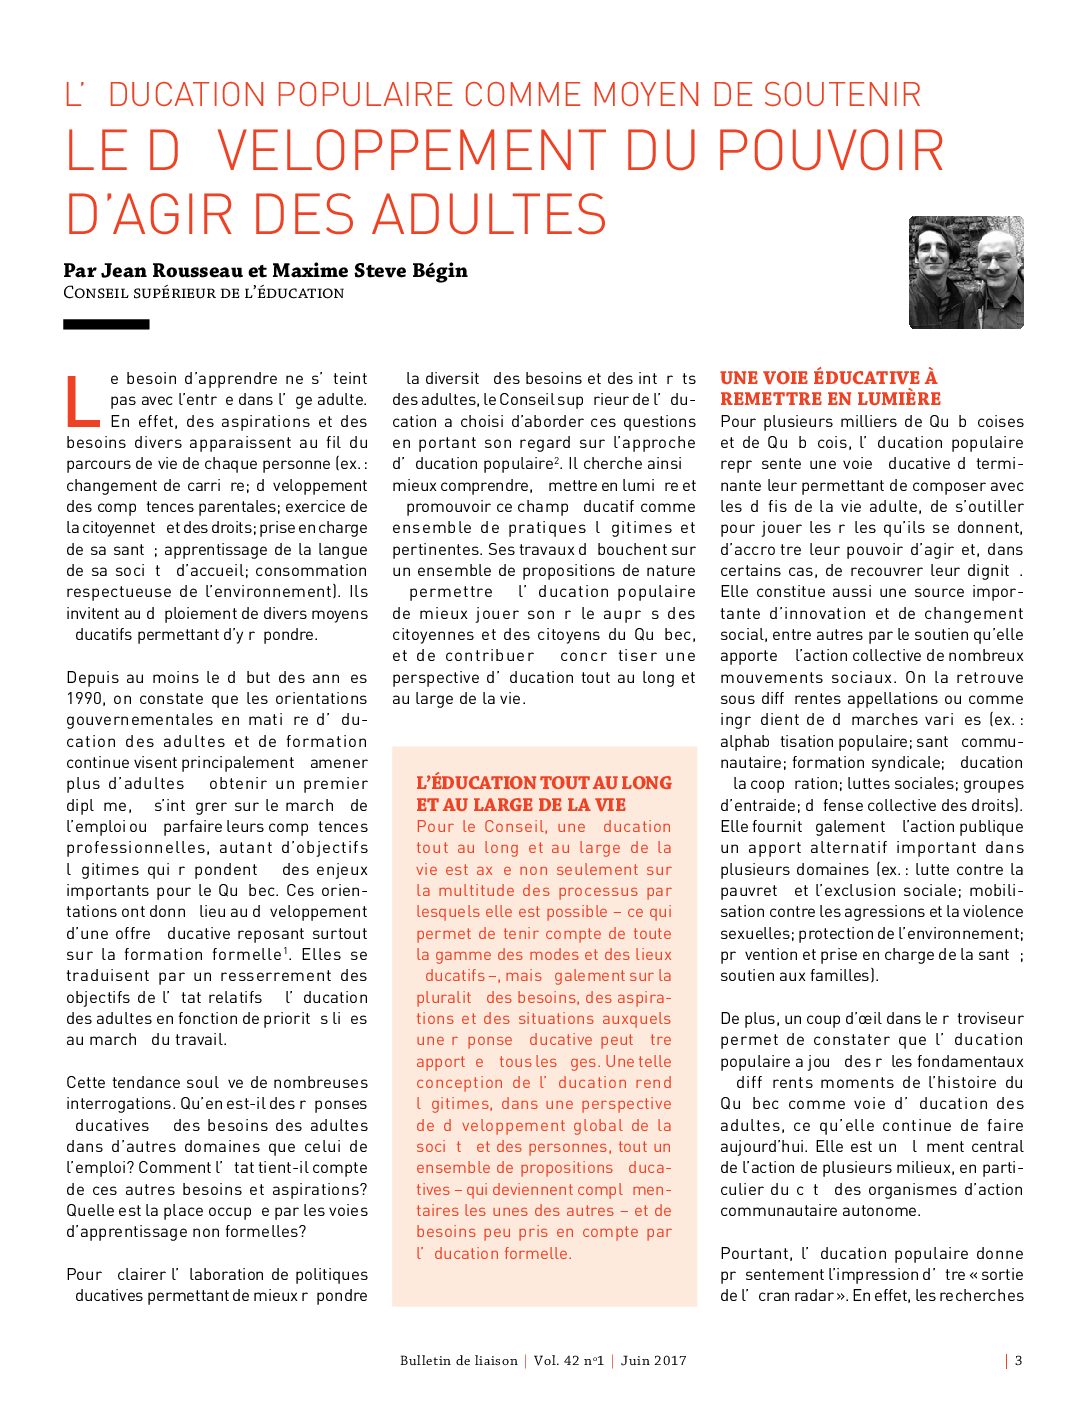 L’ DUCATION POPULAIRE COMME MOYEN DE SOUTENIR
LE D VELOPPEMENT DU POUVOIR
D’AGIR DES ADULTES
Par Jean Rousseau et Maxime Steve Bégin
Conseil supérieur de l’éducation
Le besoin d’apprendre ne s’ teint
pas avec l’entr e dans l’ ge adulte.
En effet, des aspirations et des
besoins divers apparaissent au fil du
parcours de vie de chaque personne (ex. :
changement de carri re; d veloppement
des comp tences parentales; exercice de
la citoyennet et des droits; prise en charge
de sa sant ; apprentissage de la langue
de sa soci t d’accueil; consommation
respectueuse de l’environnement). Ils
invitent au d ploiement de divers moyens
ducatifs permettant d’y r pondre.
Depuis au moins le d but des ann es
1990, on constate que les orientations
gouvernementales en mati re d’ du-
cation des adultes et de formation
continue visent principalement amener
plus d’adultes obtenir un premier
dipl me, s’int grer sur le march de
l’emploi ou parfaire leurs comp tences
professionnelles, autant d’objectifs
l gitimes qui r pondent des enjeux
importants pour le Qu bec. Ces orien-
tations ont donn lieu au d veloppement
d’une offre ducative reposant surtout
sur la formation formelle¹. Elles se
traduisent par un resserrement des
objectifs de l’ tat relatifs l’ ducation
des adultes en fonction de priorit s li es
au march du travail.
Cette tendance soul ve de nombreuses
interrogations. Qu’en est-il des r ponses
ducatives des besoins des adultes
dans d’autres domaines que celui de
l’emploi? Comment l’ tat tient-il compte
de ces autres besoins et aspirations?
Quelle est la place occup e par les voies
d’apprentissage non formelles?
Pour clairer l’ laboration de politiques
ducatives permettant de mieux r pondre
la diversit des besoins et des int r ts
des adultes, le Conseil sup rieur de l’ du-
cation a choisi d’aborder ces questions
en portant son regard sur l’approche
d’ ducation populaire². Il cherche ainsi
mieux comprendre, mettre en lumi re et
promouvoir ce champ ducatif comme
ensemble de pratiques l gitimes et
pertinentes. Ses travaux d bouchent sur
un ensemble de propositions de nature
permettre l’ ducation populaire
de mieux jouer son r le aupr s des
citoyennes et des citoyens du Qu bec,
et de contribuer concr tiser une
perspective d’ ducation tout au long et
au large de la vie.
L’ÉDUCATION TOUT AU LONG
ET AU LARGE DE LA VIE
Pour le Conseil, une ducation
tout au long et au large de la
vie est ax e non seulement sur
la multitude des processus par
lesquels elle est possible – ce qui
permet de tenir compte de toute
la gamme des modes et des lieux
ducatifs –, mais galement sur la
pluralit des besoins, des aspira-
tions et des situations auxquels
une r ponse ducative peut tre
apport e tous les ges. Une telle
conception de l’ ducation rend
l gitimes, dans une perspective
de d veloppement global de la
soci t et des personnes, tout un
ensemble de propositions duca-
tives – qui deviennent compl men-
taires les unes des autres – et de
besoins peu pris en compte par
l’ ducation formelle.
UNE VOIE ÉDUCATIVE À
REMETTRE EN LUMIÈRE
Pour plusieurs milliers de Qu b coises
et de Qu b cois, l’ ducation populaire
repr sente une voie ducative d termi-
nante leur permettant de composer avec
les d fis de la vie adulte, de s’outiller
pour jouer les r les qu’ils se donnent,
d’accro tre leur pouvoir d’agir et, dans
certains cas, de recouvrer leur dignit .
Elle constitue aussi une source impor-
tante d’innovation et de changement
social, entre autres par le soutien qu’elle
apporte l’action collective de nombreux
mouvements sociaux. On la retrouve
sous diff rentes appellations ou comme
ingr dient de d marches vari es (ex. :
alphab tisation populaire; sant commu-
nautaire; formation syndicale; ducation
la coop ration; luttes sociales; groupes
d’entraide; d fense collective des droits).
Elle fournit galement l’action publique
un apport alternatif important dans
plusieurs domaines (ex. : lutte contre la
pauvret et l’exclusion sociale; mobili-
sation contre les agressions et la violence
sexuelles; protection de l’environnement;
pr vention et prise en charge de la sant ;
soutien aux familles).
De plus, un coup d’œil dans le r troviseur
permet de constater que l’ ducation
populaire a jou des r les fondamentaux
diff rents moments de l’histoire du
Qu bec comme voie d’ ducation des
adultes, ce qu’elle continue de faire
aujourd’hui. Elle est un l ment central
de l’action de plusieurs milieux, en parti-
culier du c t des organismes d’action
communautaire autonome.
Pourtant, l’ ducation populaire donne
pr sentement l’impression d’ tre « sortie
de l’ cran radar ». En effet, les recherches
Bulletin de liaison | Vol. 42 nº1 | Juin 2017
| 3